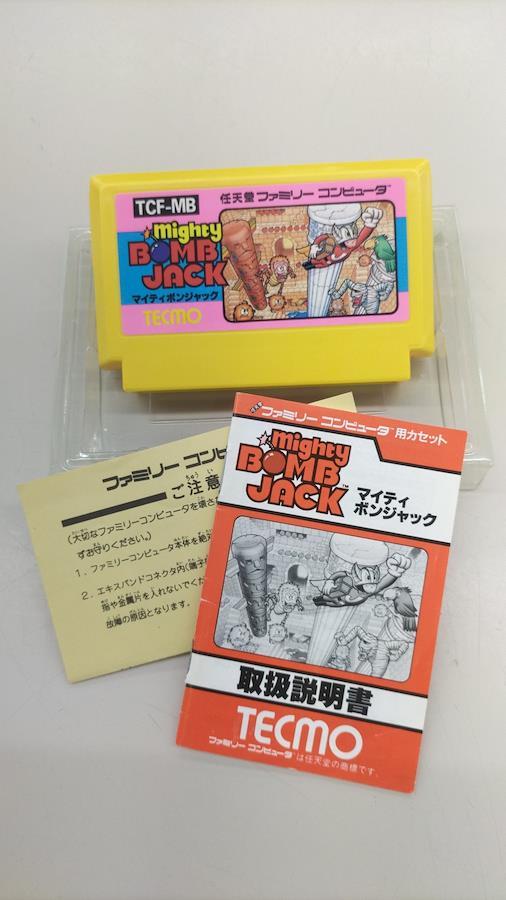 TCF-MB
任天堂 ファミリー コンピュータ™
mighty
BOMB
JACK
マイティボンジャック
TECMO
ファミリー コンピ
ご注意
(大切なファミリーコンピュータを壊さ
ずお守りください。)
1. ファミリーコンピュータ本体を絶
2. エキスパンドコネクタ内(端子
指や金属片を入れないでくだ
故障の原因となります。
ファミリー コンピュータ™用カセット
mighty
BOMB
JACK™
マイティ
ボンジャック
取扱説明書
TECMO
ファミリー コンピュータ™は任天堂の商標です。